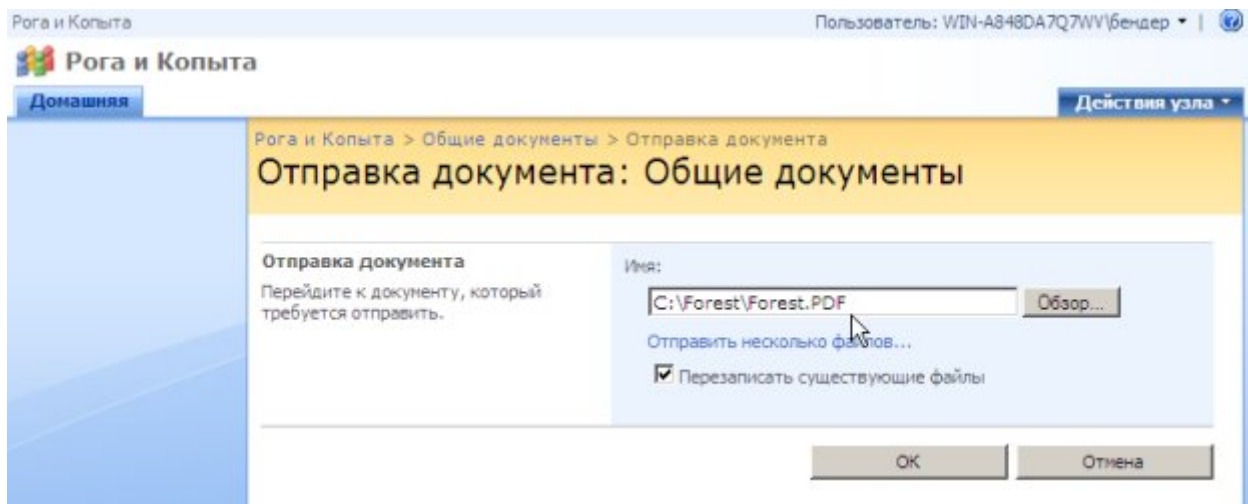 Рога и Копыта
Пользователь: WIN-A848DA7Q7WV\бендер
Рога и Копыта
Домашняя
Действия узла
Рога и Копыта > Общие документы > Отправка документа
Отправка документа: Общие документы
Отправка документа
Перейдите к документу, который
требуется отправить.
Имя:
C:\Forest\Forest.PDF
Обзор...
Отправить несколько файлов...
Перезаписать существующие файлы
ОК
Отмена